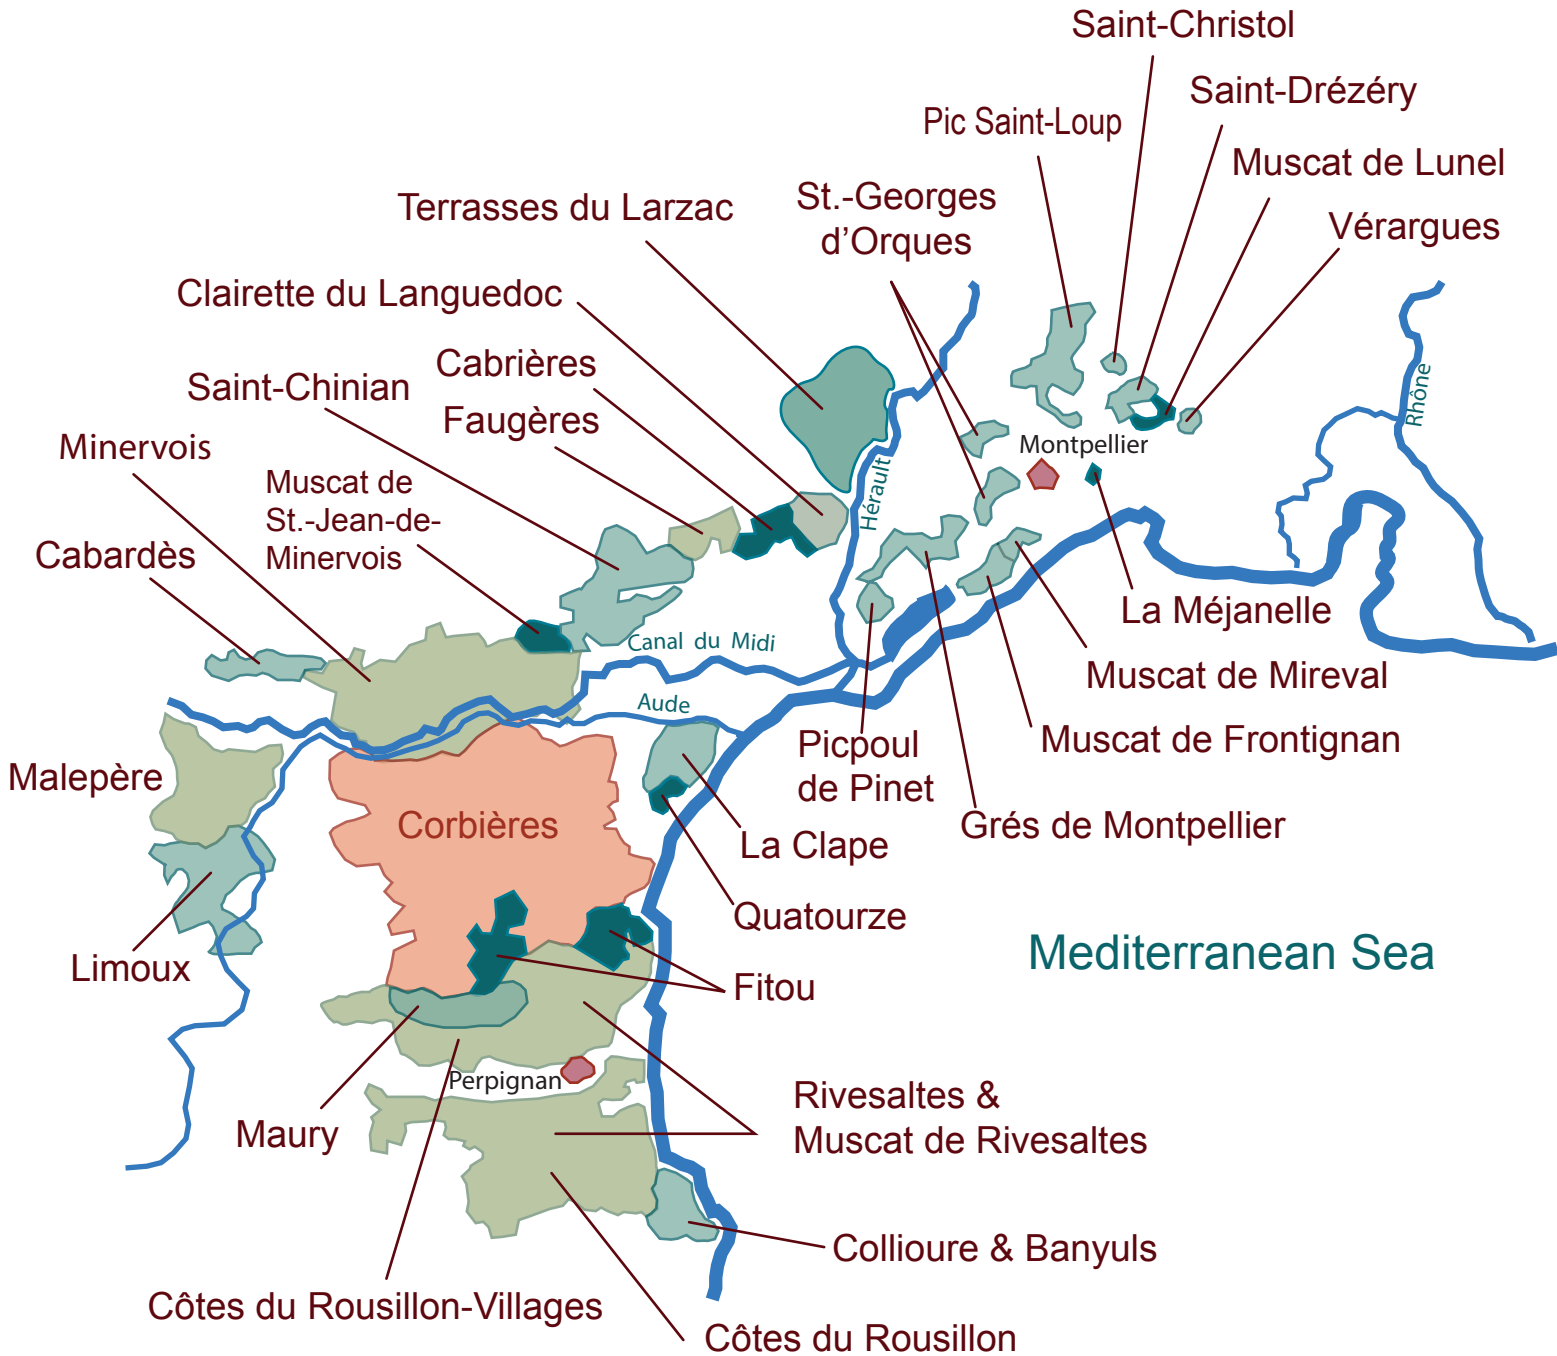 Saint-Christol
Saint-Drézéry
Pic Saint-Loup
Muscat de Lunel
St.-Georges
d’Orques
Terrasses du Larzac
Vérargues
Clairette du Languedoc
Cabrières
Saint-Chinian
Faugères
Minervois
Muscat de
St.-Jean-de-
Minervois
Cabardès
Rhône
Montpellier
Hérault
La Méjanelle
Canal du Midi
Muscat de Mireval
Aude
Muscat de Frontignan
Picpoul
de Pinet
Malepère
Corbières
Grés de Montpellier
La Clape
Quatourze
Mediterranean Sea
Limoux
Fitou
Perpignan
Rivesaltes &
Muscat de Rivesaltes
Maury
Collioure & Banyuls
Côtes du Rousillon-Villages
Côtes du Rousillon